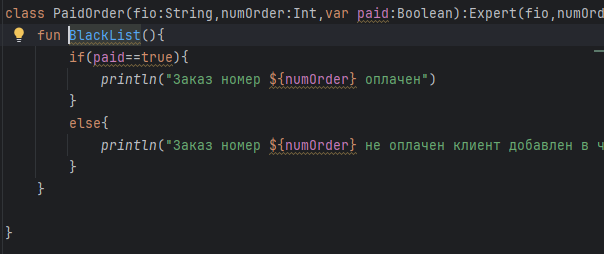 class PaidOrder(fio:String,numOrder:Int,var paid:Boolean):Expert(fio,numOrd
fun BlackList(){
if(paid==true){
println("Заказ номер ${numOrder} оплачен")
}
else{
println("Заказ номер ${numOrder} не оплачен клиент добавлен в ч
}
}
}